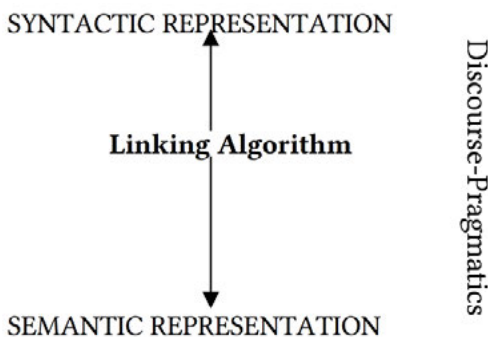 SYNTACTIC REPRESENTATION
Linking Algorithm
SEMANTIC REPRESENTATION
Discourse-Pragmatics